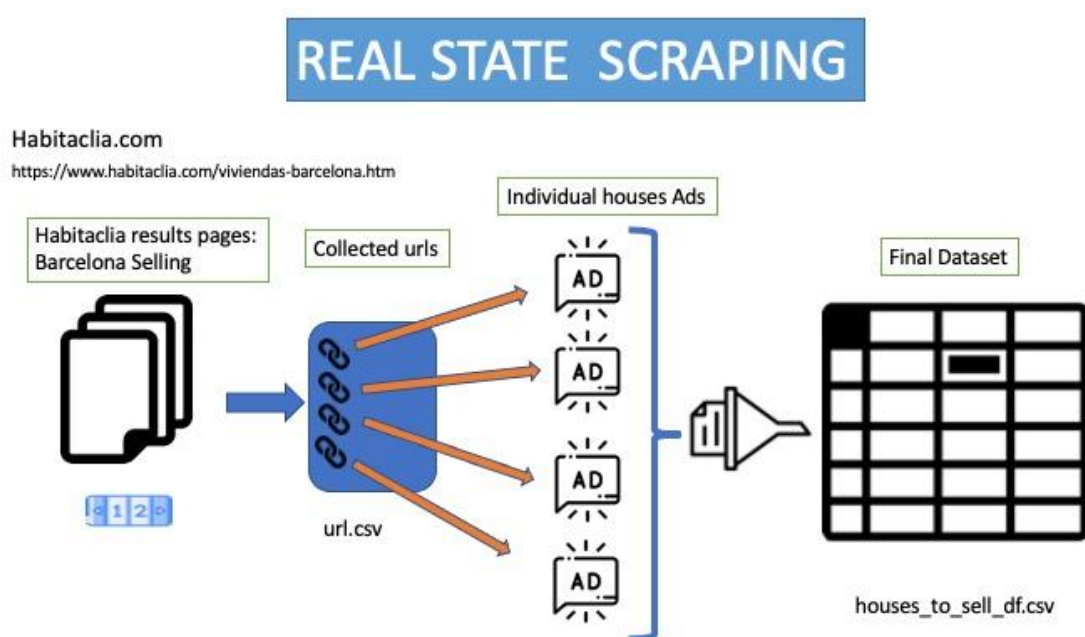 REAL STATE SCRAPING
Habitaclia.com
https://www.habitaclia.com/viviendas-barcelona.htm
Individual houses Ads
Habitaclia results pages:
Barcelona Selling
Collected urls
Final Dataset
AD
AD
AD
AD
1 2
url.csv
houses_to_sell_df.csv